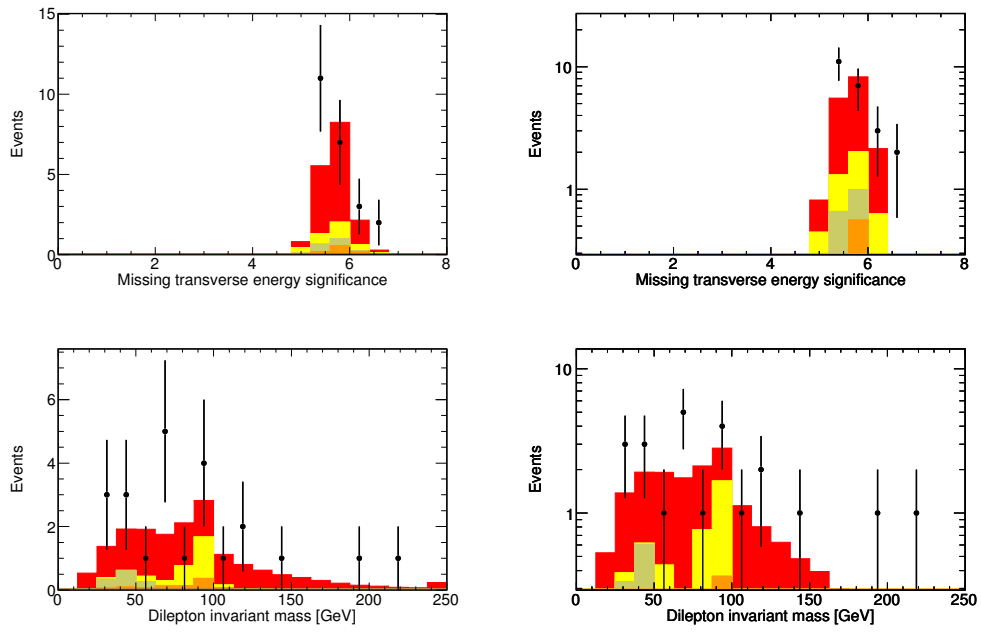 15
10
5
0
Events
0 2 4 6 8
Missing transverse energy significance
10
1
Events
0 2 4 6 8
Missing transverse energy significance
6
4
2
0
Events
0 50 100 150 200 250
Dilepton invariant mass [GeV]
10
1
Events
0 50 100 150 200 250
Dilepton invariant mass [GeV]